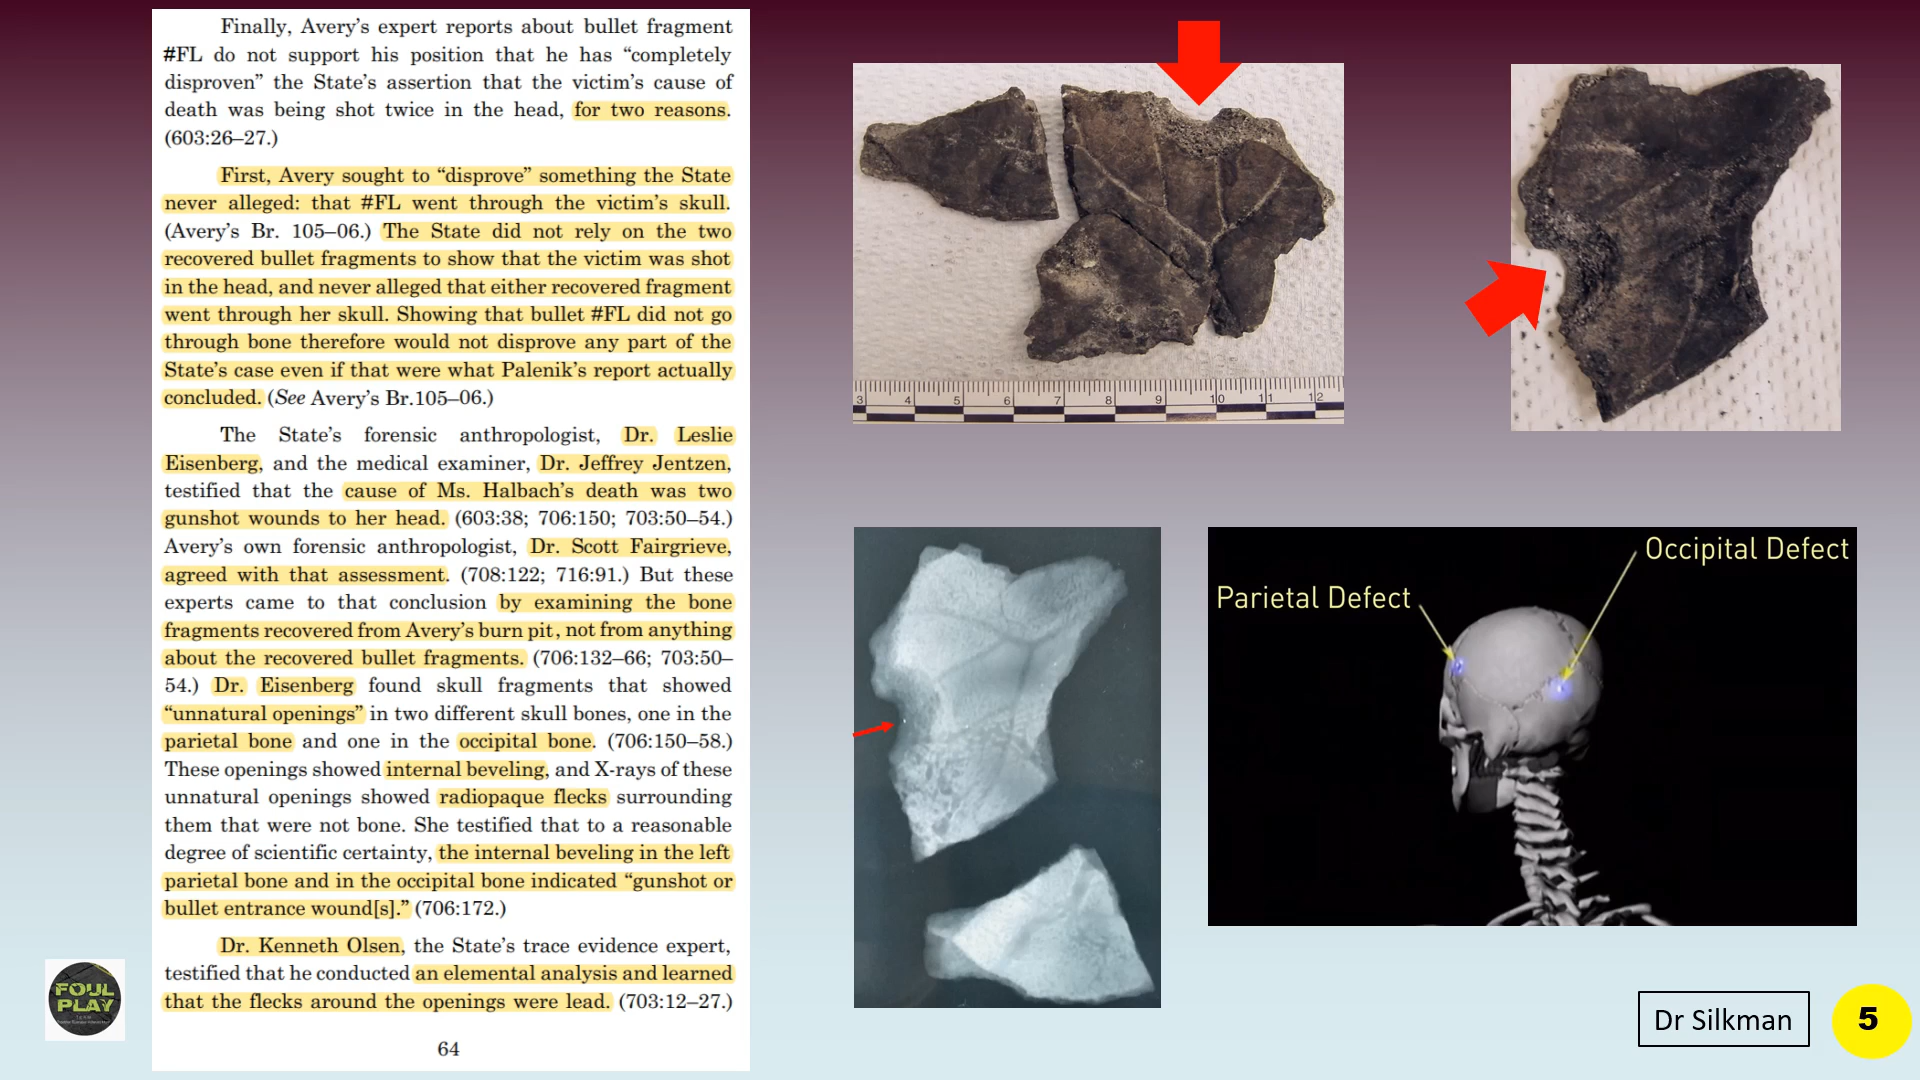 Finally, Avery’s expert reports about bullet fragment
#FL do not support his position that he has “completely
disproven” the State’s assertion that the victim’s cause of
death was being shot twice in the head, for two reasons.
(603:26–27.)
First, Avery sought to “disprove” something the State
never alleged: that #FL went through the victim’s skull.
(Avery’s Br. 105–06.) The State did not rely on the two
recovered bullet fragments to show that the victim was shot
in the head, and never alleged that either recovered fragment
went through her skull. Showing that bullet #FL did not go
through bone therefore would not disprove any part of the
State’s case even if that were what Palenik’s report actually
concluded. (See Avery’s Br.105–06.)
The State’s forensic anthropologist, Dr. Leslie
Eisenberg, and the medical examiner, Dr. Jeffrey Jentzen,
testified that the cause of Ms. Halbach’s death was two
gunshot wounds to her head. (603:38; 706:150; 703:50–54.)
Avery’s own forensic anthropologist, Dr. Scott Fairgrieve,
agreed with that assessment. (708:122; 716:91.) But these
experts came to that conclusion by examining the bone
fragments recovered from Avery’s burn pit, not from anything
about the recovered bullet fragments. (706:132–66; 703:50–
54.) Dr. Eisenberg found skull fragments that showed
“unnatural openings” in two different skull bones, one in the
parietal bone and one in the occipital bone. (706:150–58.)
These openings showed internal beveling, and X-rays of these
unnatural openings showed radiopaque flecks surrounding
them that were not bone. She testified that to a reasonable
degree of scientific certainty, the internal beveling in the left
parietal bone and in the occipital bone indicated “gunshot or
bullet entrance wound[s].” (706:172.)
Dr. Kenneth Olsen, the State’s trace evidence expert,
testified that he conducted an elemental analysis and learned
that the flecks around the openings were lead. (703:12–27.)
64
3 4 5 6 7 8 9 10 11 12
Occipital Defect
Parietal Defect
FOUL
PLAY
Dr Silkman
5